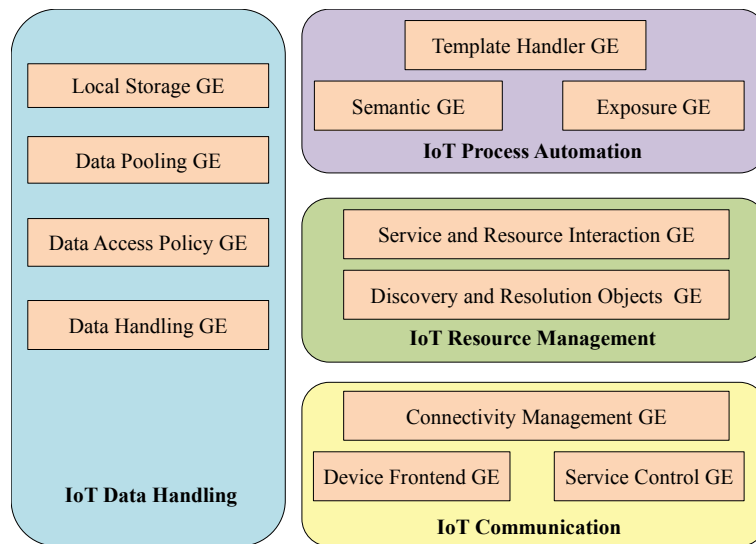 Local Storage GE
Data Pooling GE
Data Access Policy GE
Data Handling GE
IoT Data Handling
Template Handler GE
Semantic GE
Exposure GE
IoT Process Automation
Service and Resource Interaction GE
Discovery and Resolution Objects GE
IoT Resource Management
Connectivity Management GE
Device Frontend GE
Service Control GE
IoT Communication